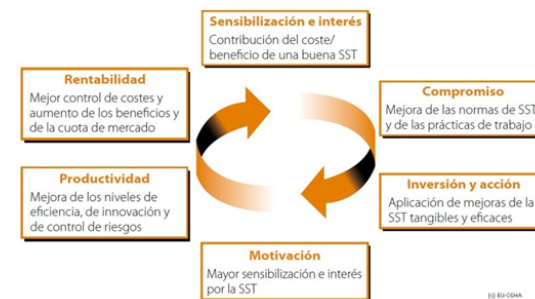 Sensibilización e interés
Contribución del coste/
beneficio de una buena SST
Compromiso
Mejora de las normas de SST
y de las prácticas de trabajo
Inversión y acción
Aplicación de mejoras de la
SST tangibles y eficaces
Motivación
Mayor sensibilización e interés
por la SST
Productividad
Mejora de los niveles de
eficiencia, de innovación y
de control de riesgos
Rentabilidad
Mejor control de costes y
aumento de los beneficios y
de la cuota de mercado
(c) EU-OSHA